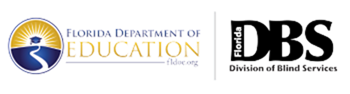 FLORIDA DEPARTMENT OF
EDUCATION
fldoe.org
Florida
DBS
Division of Blind Services